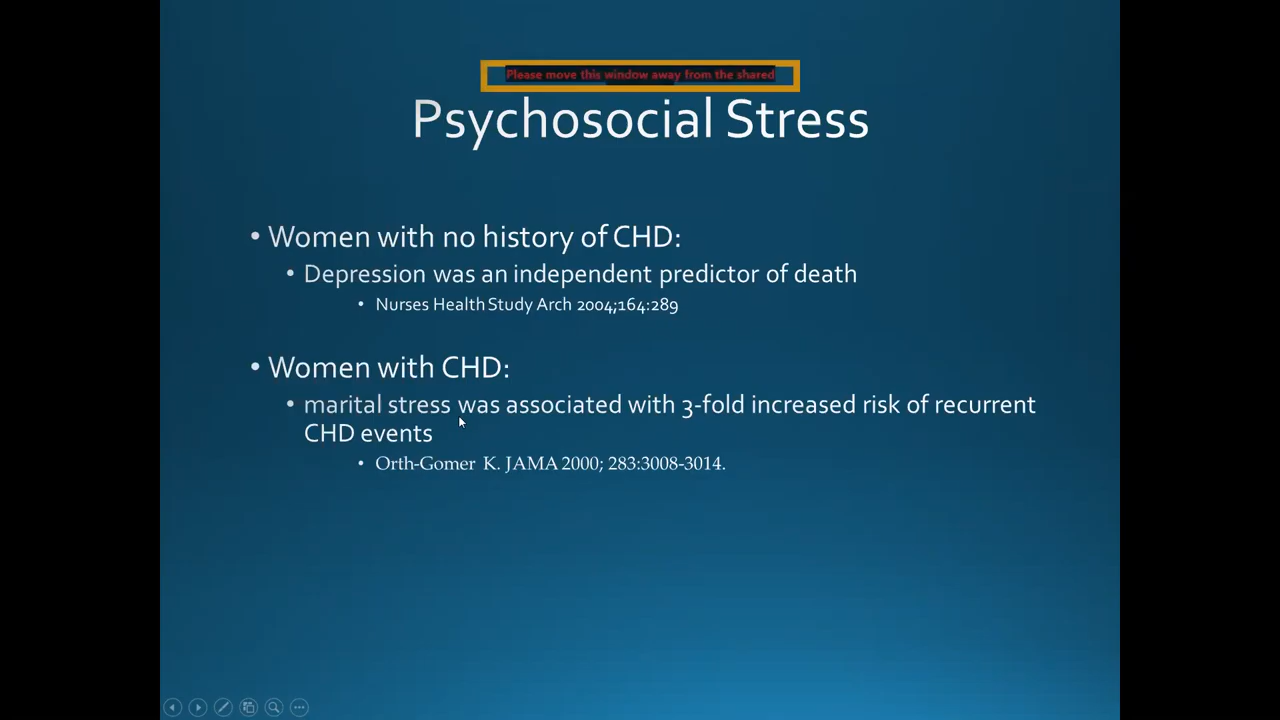 Please move this window away from the shared
Psychosocial Stress
• Women with no history of CHD:
• Depression was an independent predictor of death
• Nurses Health Study Arch 2004;164:289
• Women with CHD:
• marital stress was associated with 3-fold increased risk of recurrent
CHD events
• Orth-Gomer K. JAMA 2000; 283:3008-3014.